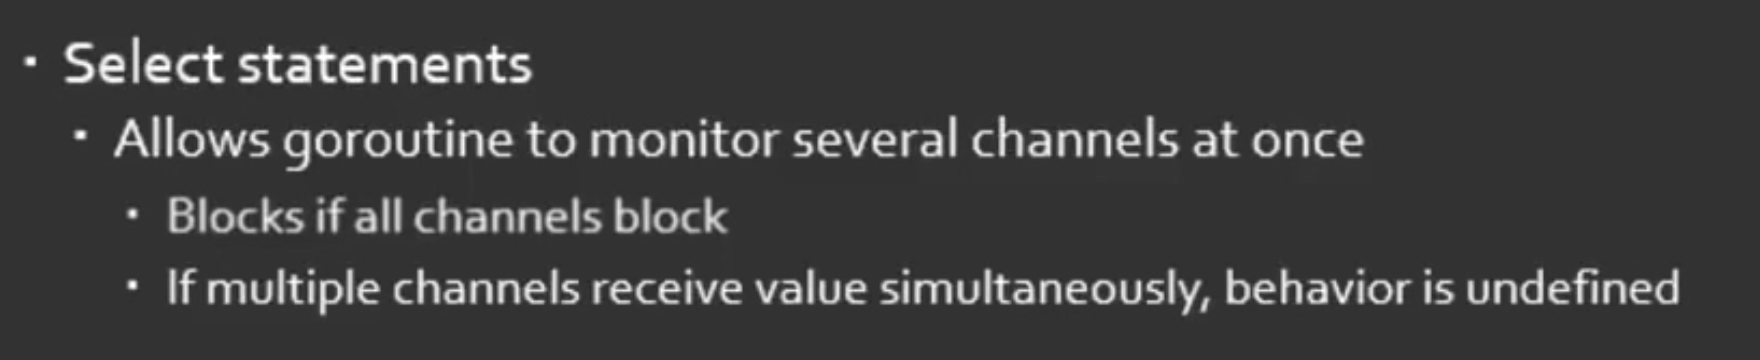 · Select statements
· Allows goroutine to monitor several channels at once
· Blocks if all channels block
· If multiple channels receive value simultaneously, behavior is undefined